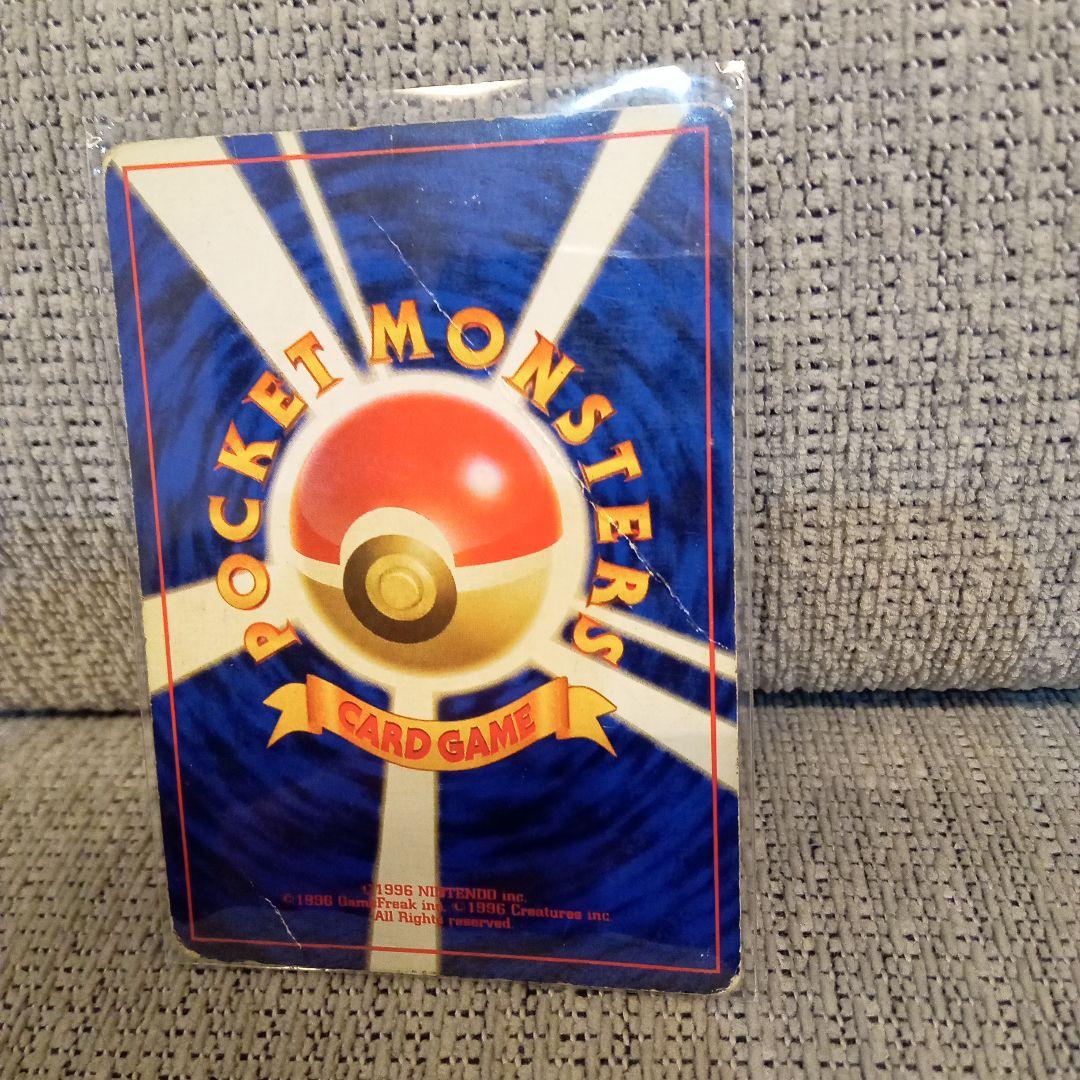 POCKET MONSTERS
CARD GAME
©1996 NINTENDO inc.
©1996 GameFreak inc. ©1996 Creatures inc.
All Rights reserved.